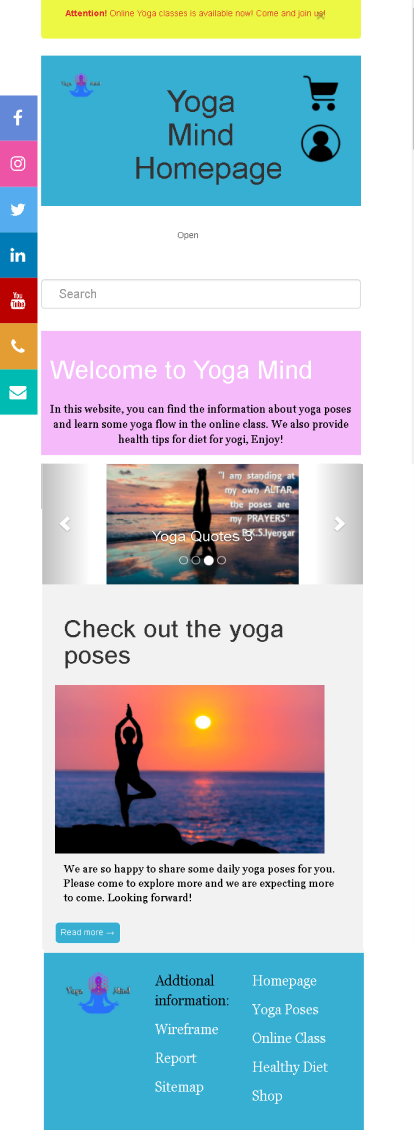 Attention! Online Yoga classes is available now! Come and join us!
Yoga Mind
Yoga
Mind
Homepage
Open
Search
Welcome to Yoga Mind
In this website, you can find the information about yoga poses
and learn some yoga flow in the online class. We also provide
health tips for diet for yogi, Enjoy!
"I am standing at
my own ALTAR,
the poses are
my PRAYERS"
B.K.S.Iyengar
Yoga Quotes 3
Check out the yoga
poses
We are so happy to share some daily yoga poses for you.
Please come to explore more and we are expecting more
to come. Looking forward!
Read more →
Yoga Mind
Addtional
information:
Wireframe
Report
Sitemap
Homepage
Yoga Poses
Online Class
Healthy Diet
Shop